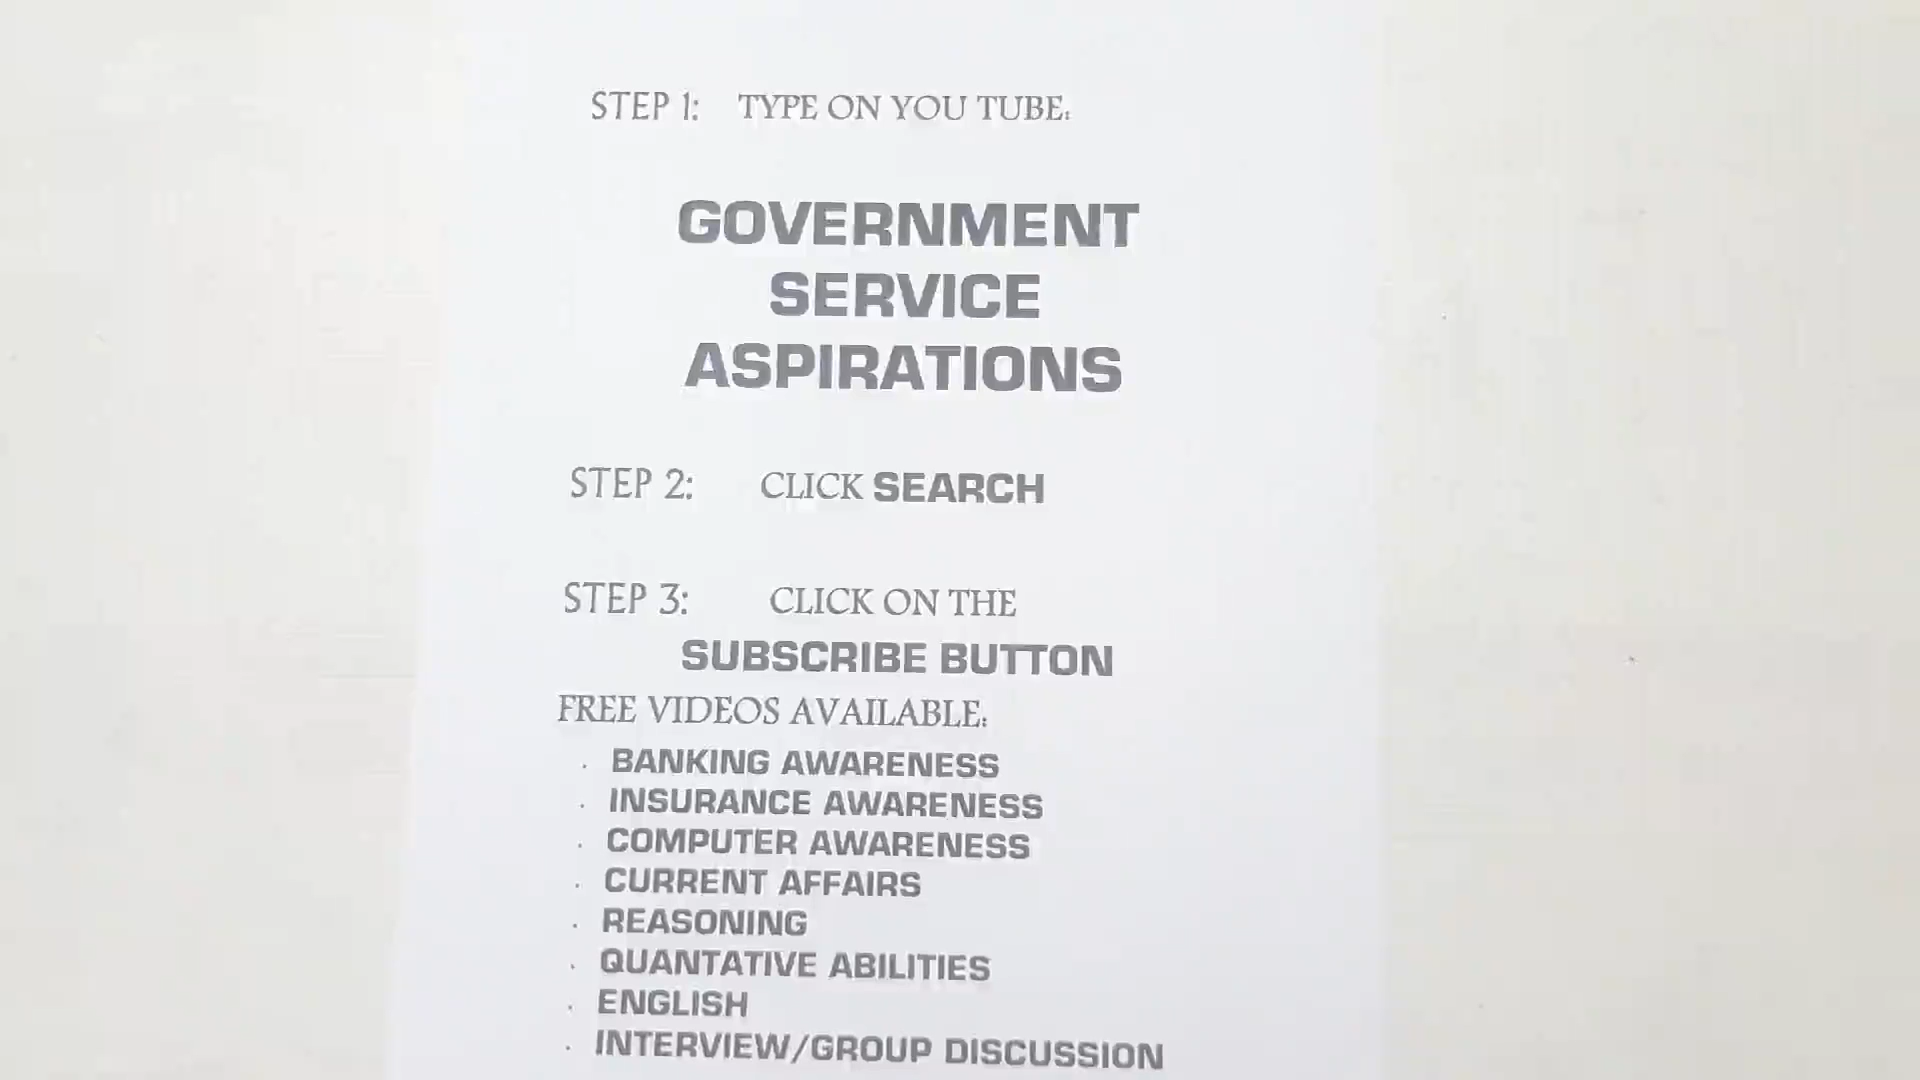 STEP 1: TYPE ON YOU TUBE:
GOVERNMENT
SERVICE
ASPIRATIONS
STEP 2: CLICK SEARCH
STEP 3: CLICK ON THE
SUBSCRIBE BUTTON
FREE VIDEOS AVAILABLE:
· BANKING AWARENESS
· INSURANCE AWARENESS
· COMPUTER AWARENESS
· CURRENT AFFAIRS
· REASONING
· QUANTATIVE ABILITIES
· ENGLISH
· INTERVIEW/GROUP DISCUSSION